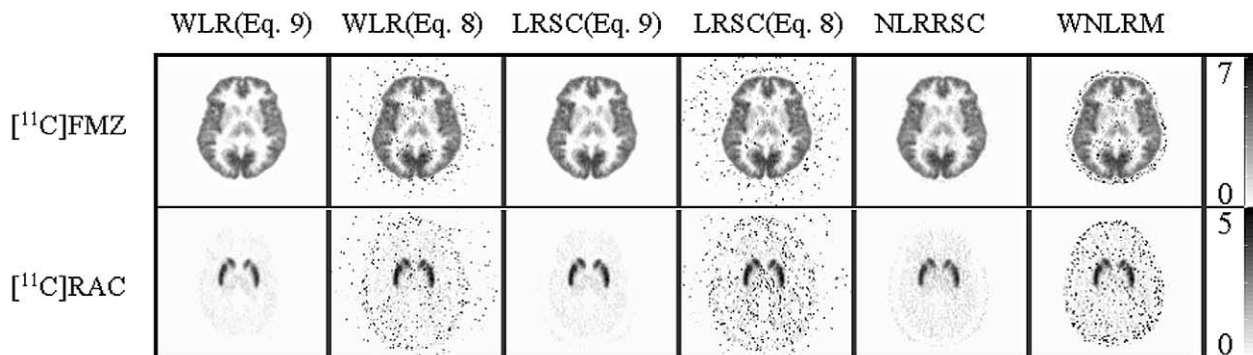 WLR(Eq. 9) WLR(Eq. 8) LRSC(Eq. 9) LRSC(Eq. 8) NLRRSC WNLRM
[¹¹C]FMZ
7
0
[¹¹C]RAC
5
0